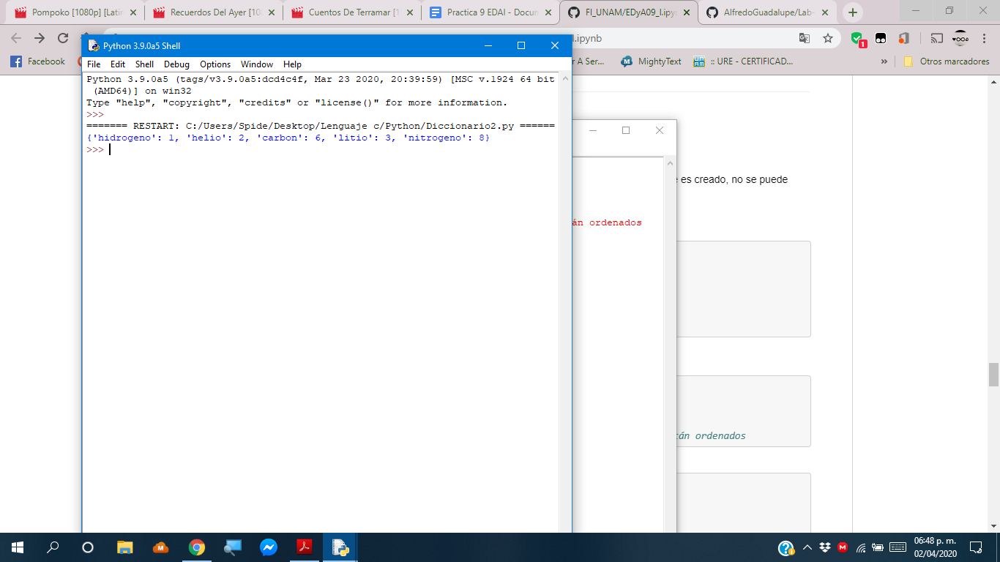 Pompoko [1080p] [Latin
Recuerdos Del Ayer [10
Cuentos De Terramar [1
Practica 9 EDAI - Docum
FI_UNAM/EDyA09_I.ipy
AlfredoGuadalupe/Lab-
.ipynb
1
Facebook
r A Ser...
MightyText
:: URE - CERTIFICAD...
»
Otros marcadores
Python 3.9.0a5 Shell
File Edit Shell Debug Options Window Help
Python 3.9.0a5 (tags/v3.9.0a5:dcd4c4f, Mar 23 2020, 20:39:59) [MSC v.1924 64 bit
(AMD64)] on win32
Type "help", "copyright", "credits" or "license()" for more information.
>>>
======= RESTART: C:/Users/Spide/Desktop/Lenguaje c/Python/Diccionario2.py ======
{'hidrogeno': 1, 'helio': 2, 'carbon': 6, 'litio': 3, 'nitrogeno': 8}
>>>
es creado, no se puede
án ordenados
án ordenados
06:48 p. m.
02/04/2020